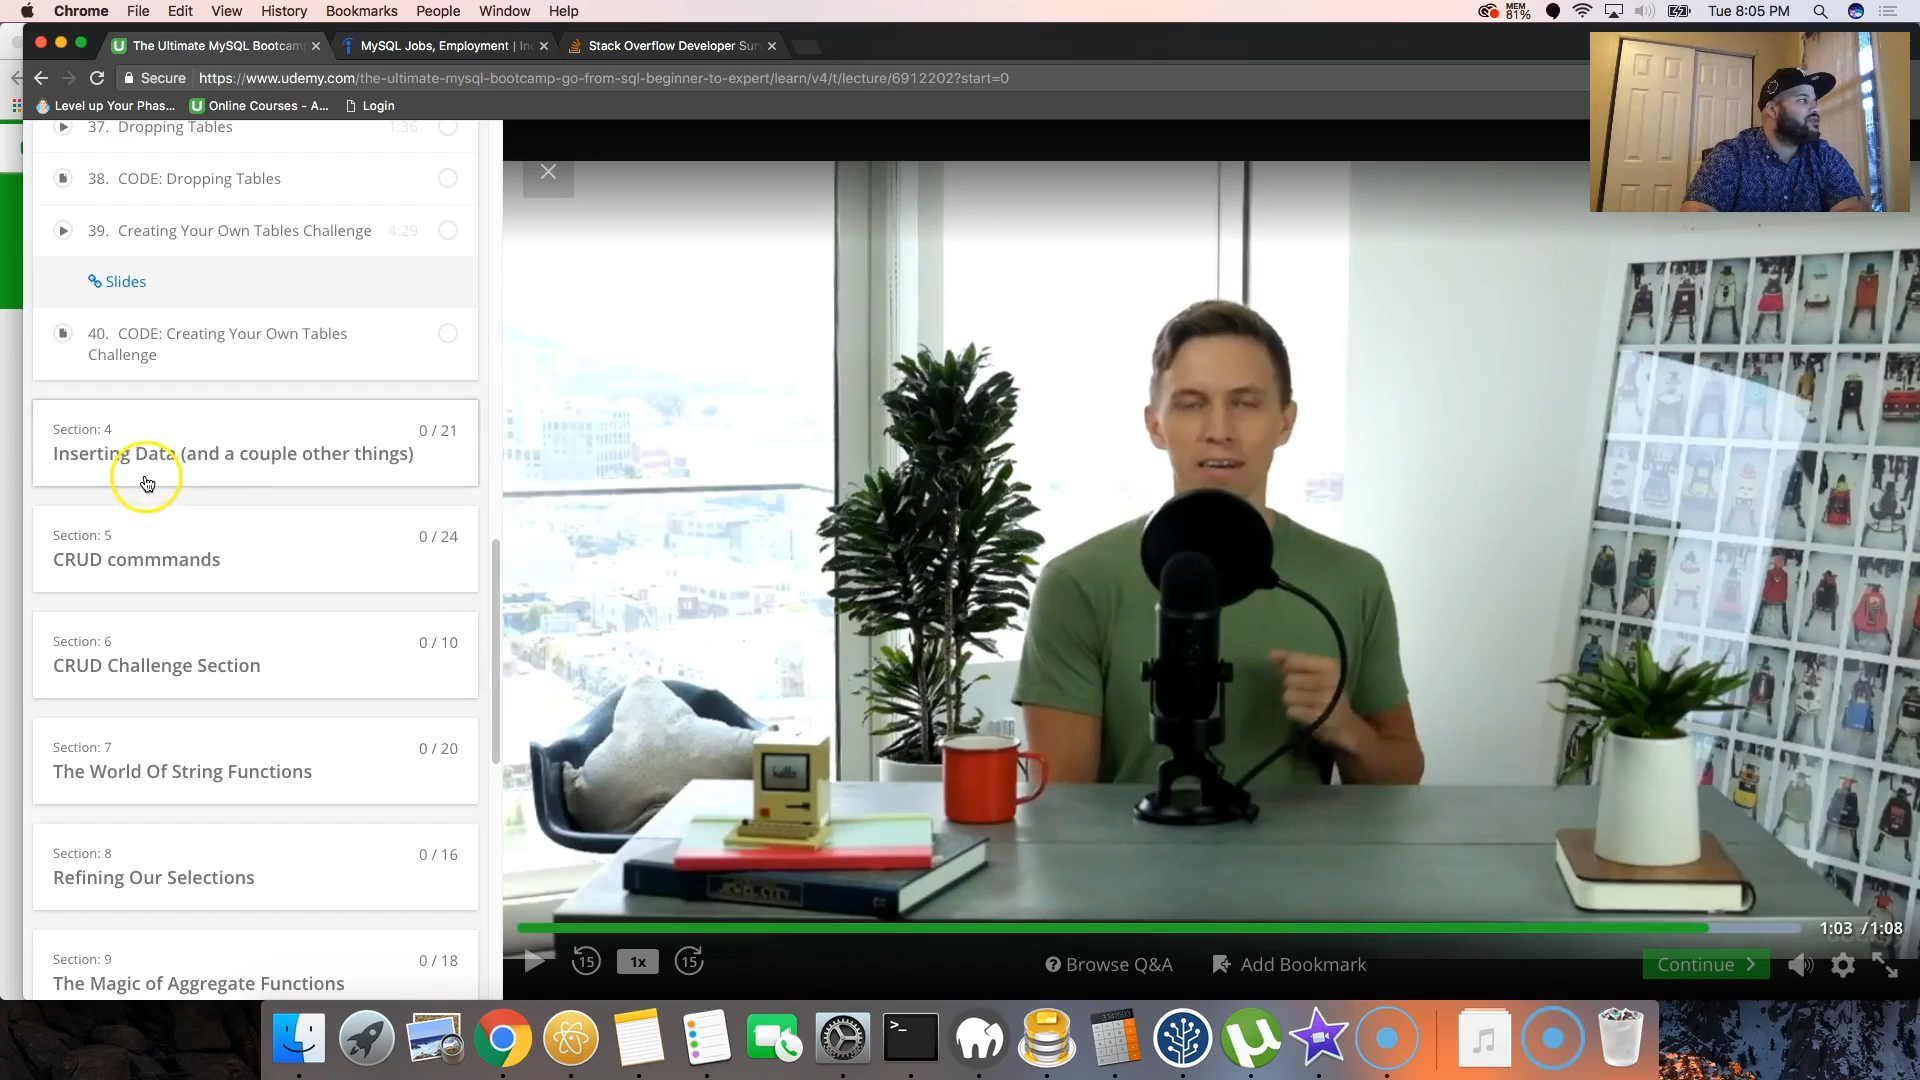 Chrome File Edit View History Bookmarks People Window Help
MEM 81% Tue 8:05 PM
The Ultimate MySQL Bootcam
MySQL Jobs, Employment | In
Stack Overflow Developer Sur
Secure https://www.udemy.com/the-ultimate-mysql-bootcamp-go-from-sql-beginner-to-expert/learn/v4/t/lecture/6912202?start=0
Level up Your Phas... Online Courses - A... Login
37. Dropping Tables 1:36
38. CODE: Dropping Tables
39. Creating Your Own Tables Challenge 4:29
Slides
40. CODE: Creating Your Own Tables
Challenge
Section: 4 0 / 21
Inserting Data (and a couple other things)
Section: 5 0 / 24
CRUD commmands
Section: 6 0 / 10
CRUD Challenge Section
Section: 7 0 / 20
The World Of String Functions
Section: 8 0 / 16
Refining Our Selections
Section: 9 0 / 18
The Magic of Aggregate Functions
1:03 / 1:08
15 1x 15
Browse Q&A Add Bookmark
Continue